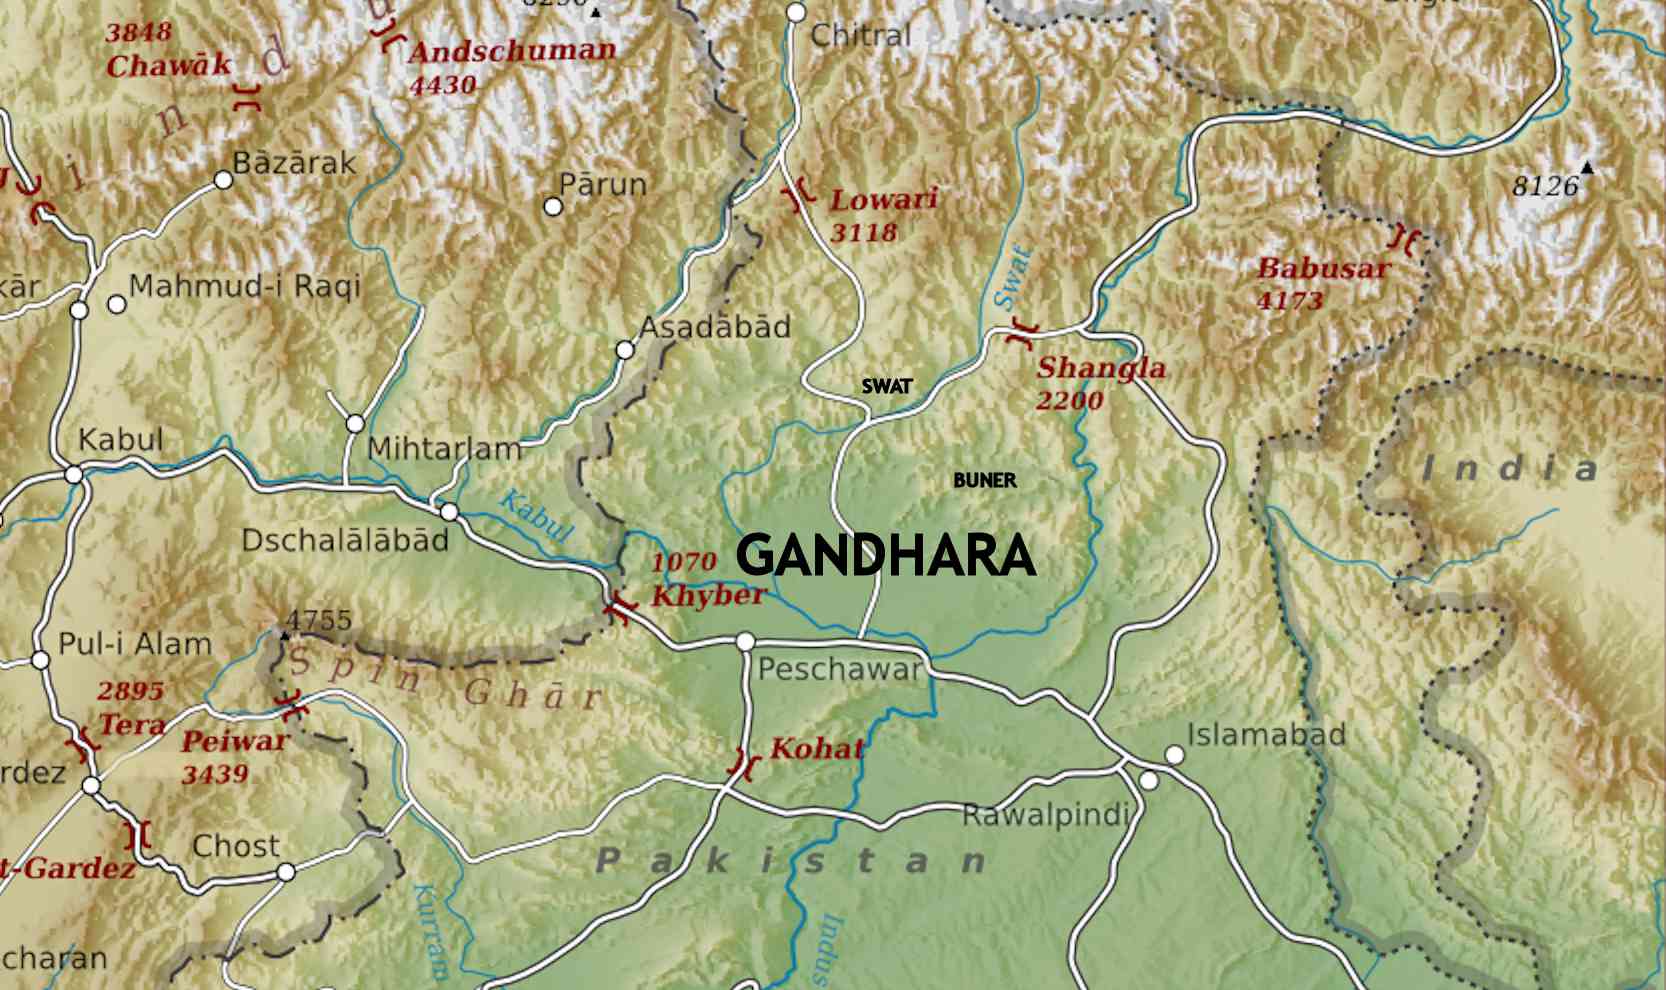 3848
Chawāk
Andschuman
4430
Chitral
Bāzārak
Pārun
Lowari
3118
8126
Swat
Babusar
4173
kār
Mahmud-i Raqi
Asadābād
Shangla
2200
SWAT
Kabul
Mihtarlam
BUNER
India
Kabul
Dschalālābād
GANDHARA
1070
Khyber
4755
Pul-i Alam
Spin Ghār
Peschawar
2895
Tera
Peiwar
3439
Kohat
Islamabad
rdez
Rawalpindi
Chost
Pakistan
t-Gardez
Kurram
Indus
charan